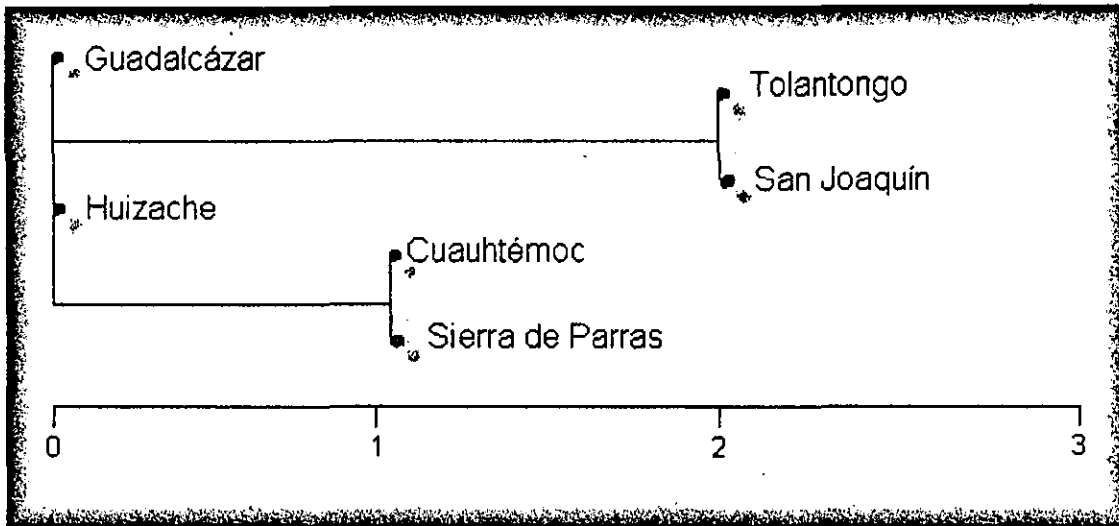 Guadalcázar
Tolantongo
San Joaquín
Huizache
Cuauhtémoc
Sierra de Parras
0 1 2 3